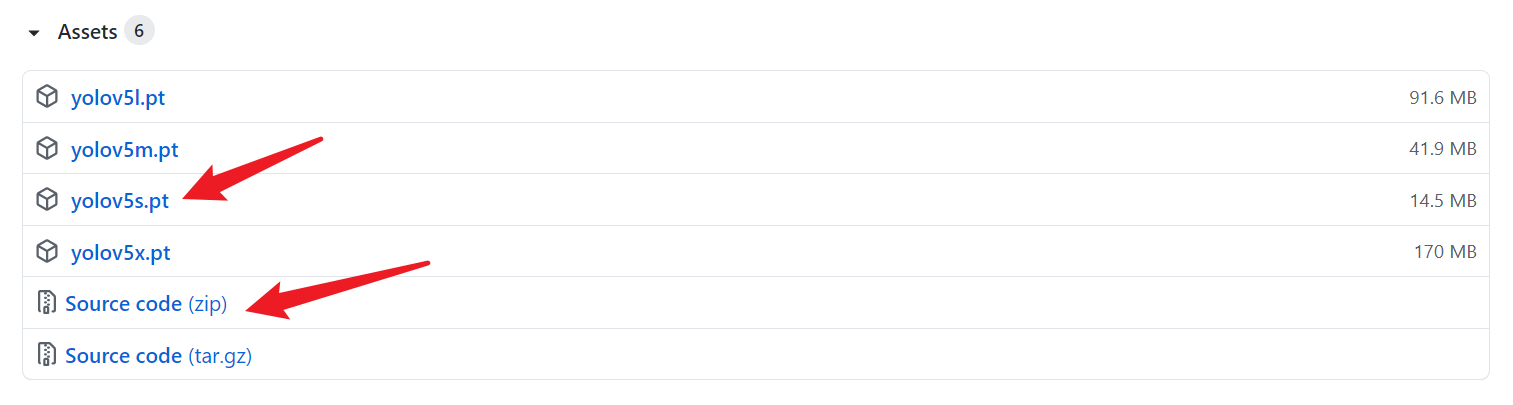 Assets 6
yolov5l.pt 91.6 MB
yolov5m.pt 41.9 MB
yolov5s.pt 14.5 MB
yolov5x.pt 170 MB
Source code (zip)
Source code (tar.gz)